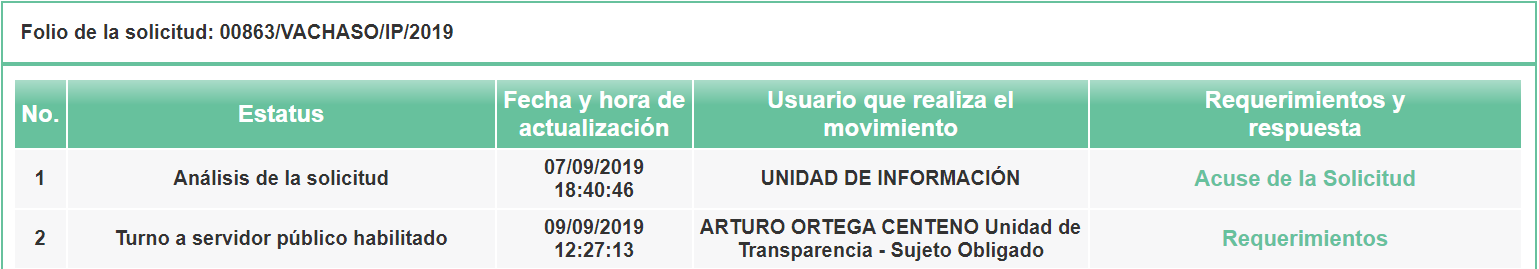 Folio de la solicitud: 00863/VACHASO/IP/2019
No. Estatus Fecha y hora de actualización Usuario que realiza el movimiento Requerimientos y respuesta
1 Análisis de la solicitud 07/09/2019 18:40:46 UNIDAD DE INFORMACIÓN Acuse de la Solicitud
2 Turno a servidor público habilitado 09/09/2019 12:27:13 ARTURO ORTEGA CENTENO Unidad de Transparencia - Sujeto Obligado Requerimientos